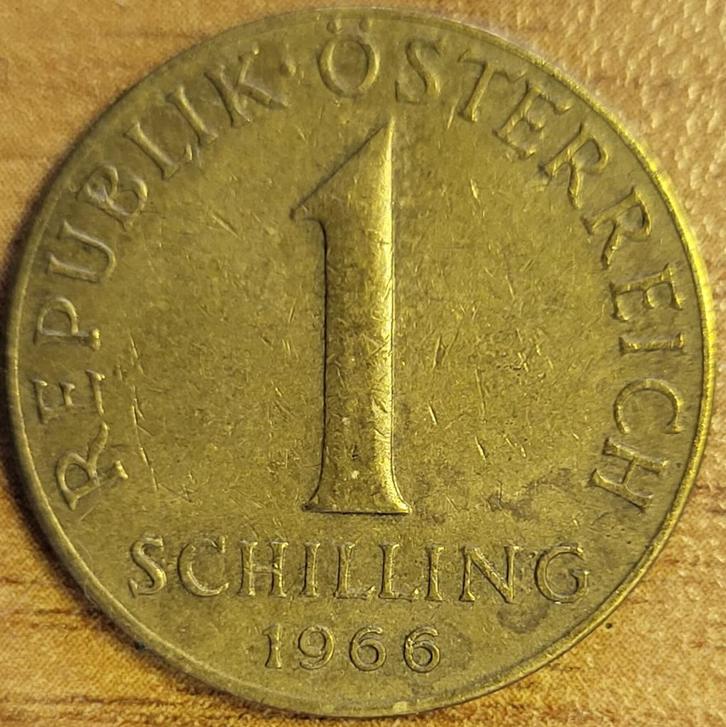 REPUBLIK · ÖSTERREICH
1
SCHILLING
1966